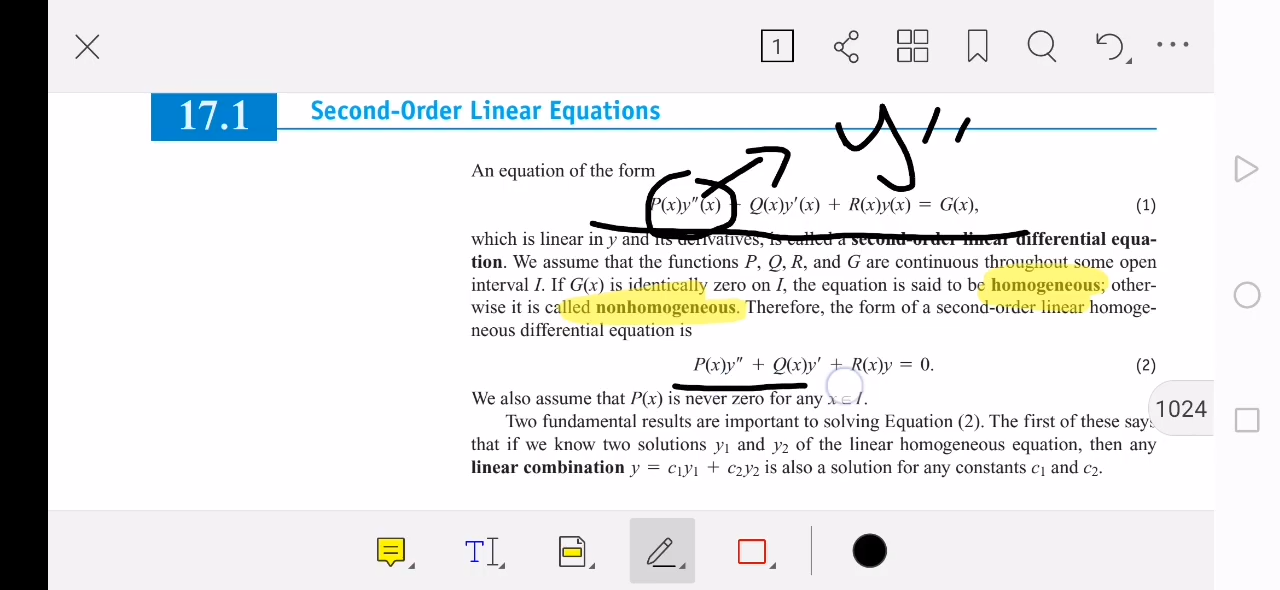 1
17.1 Second-Order Linear Equations
y''
An equation of the form
P(x)y″(x) + Q(x)y′(x) + R(x)y(x) = G(x), (1)
which is linear in y and its derivatives, is called a second-order linear differential equa-
tion. We assume that the functions P, Q, R, and G are continuous throughout some open
interval I. If G(x) is identically zero on I, the equation is said to be homogeneous; other-
wise it is called nonhomogeneous. Therefore, the form of a second-order linear homoge-
neous differential equation is
P(x)y″ + Q(x)y′ + R(x)y = 0. (2)
We also assume that P(x) is never zero for any x ∈ I.
1024
Two fundamental results are important to solving Equation (2). The first of these says
that if we know two solutions y₁ and y₂ of the linear homogeneous equation, then any
linear combination y = c₁y₁ + c₂y₂ is also a solution for any constants c₁ and c₂.
T